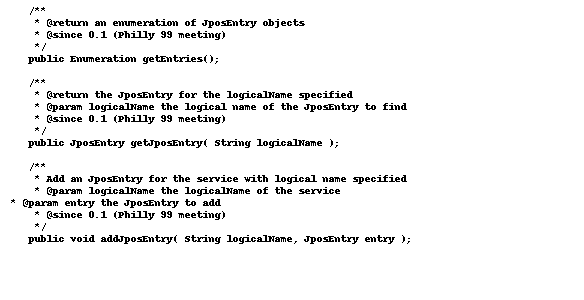 /**
 * @return an enumeration of JposEntry objects
 * @since 0.1 (Philly 99 meeting)
 */
public Enumeration getEntries();
/**
 * @return the JposEntry for the logicalName specified
 * @param logicalName the logical name of the JposEntry to find
 * @since 0.1 (Philly 99 meeting)
 */
public JposEntry getJposEntry( String logicalName );
/**
 * Add an JposEntry for the service with logical name specified
 * @param logicalName the logicalName of the service
* @param entry the JposEntry to add
 * @since 0.1 (Philly 99 meeting)
 */
public void addJposEntry( String logicalName, JposEntry entry );